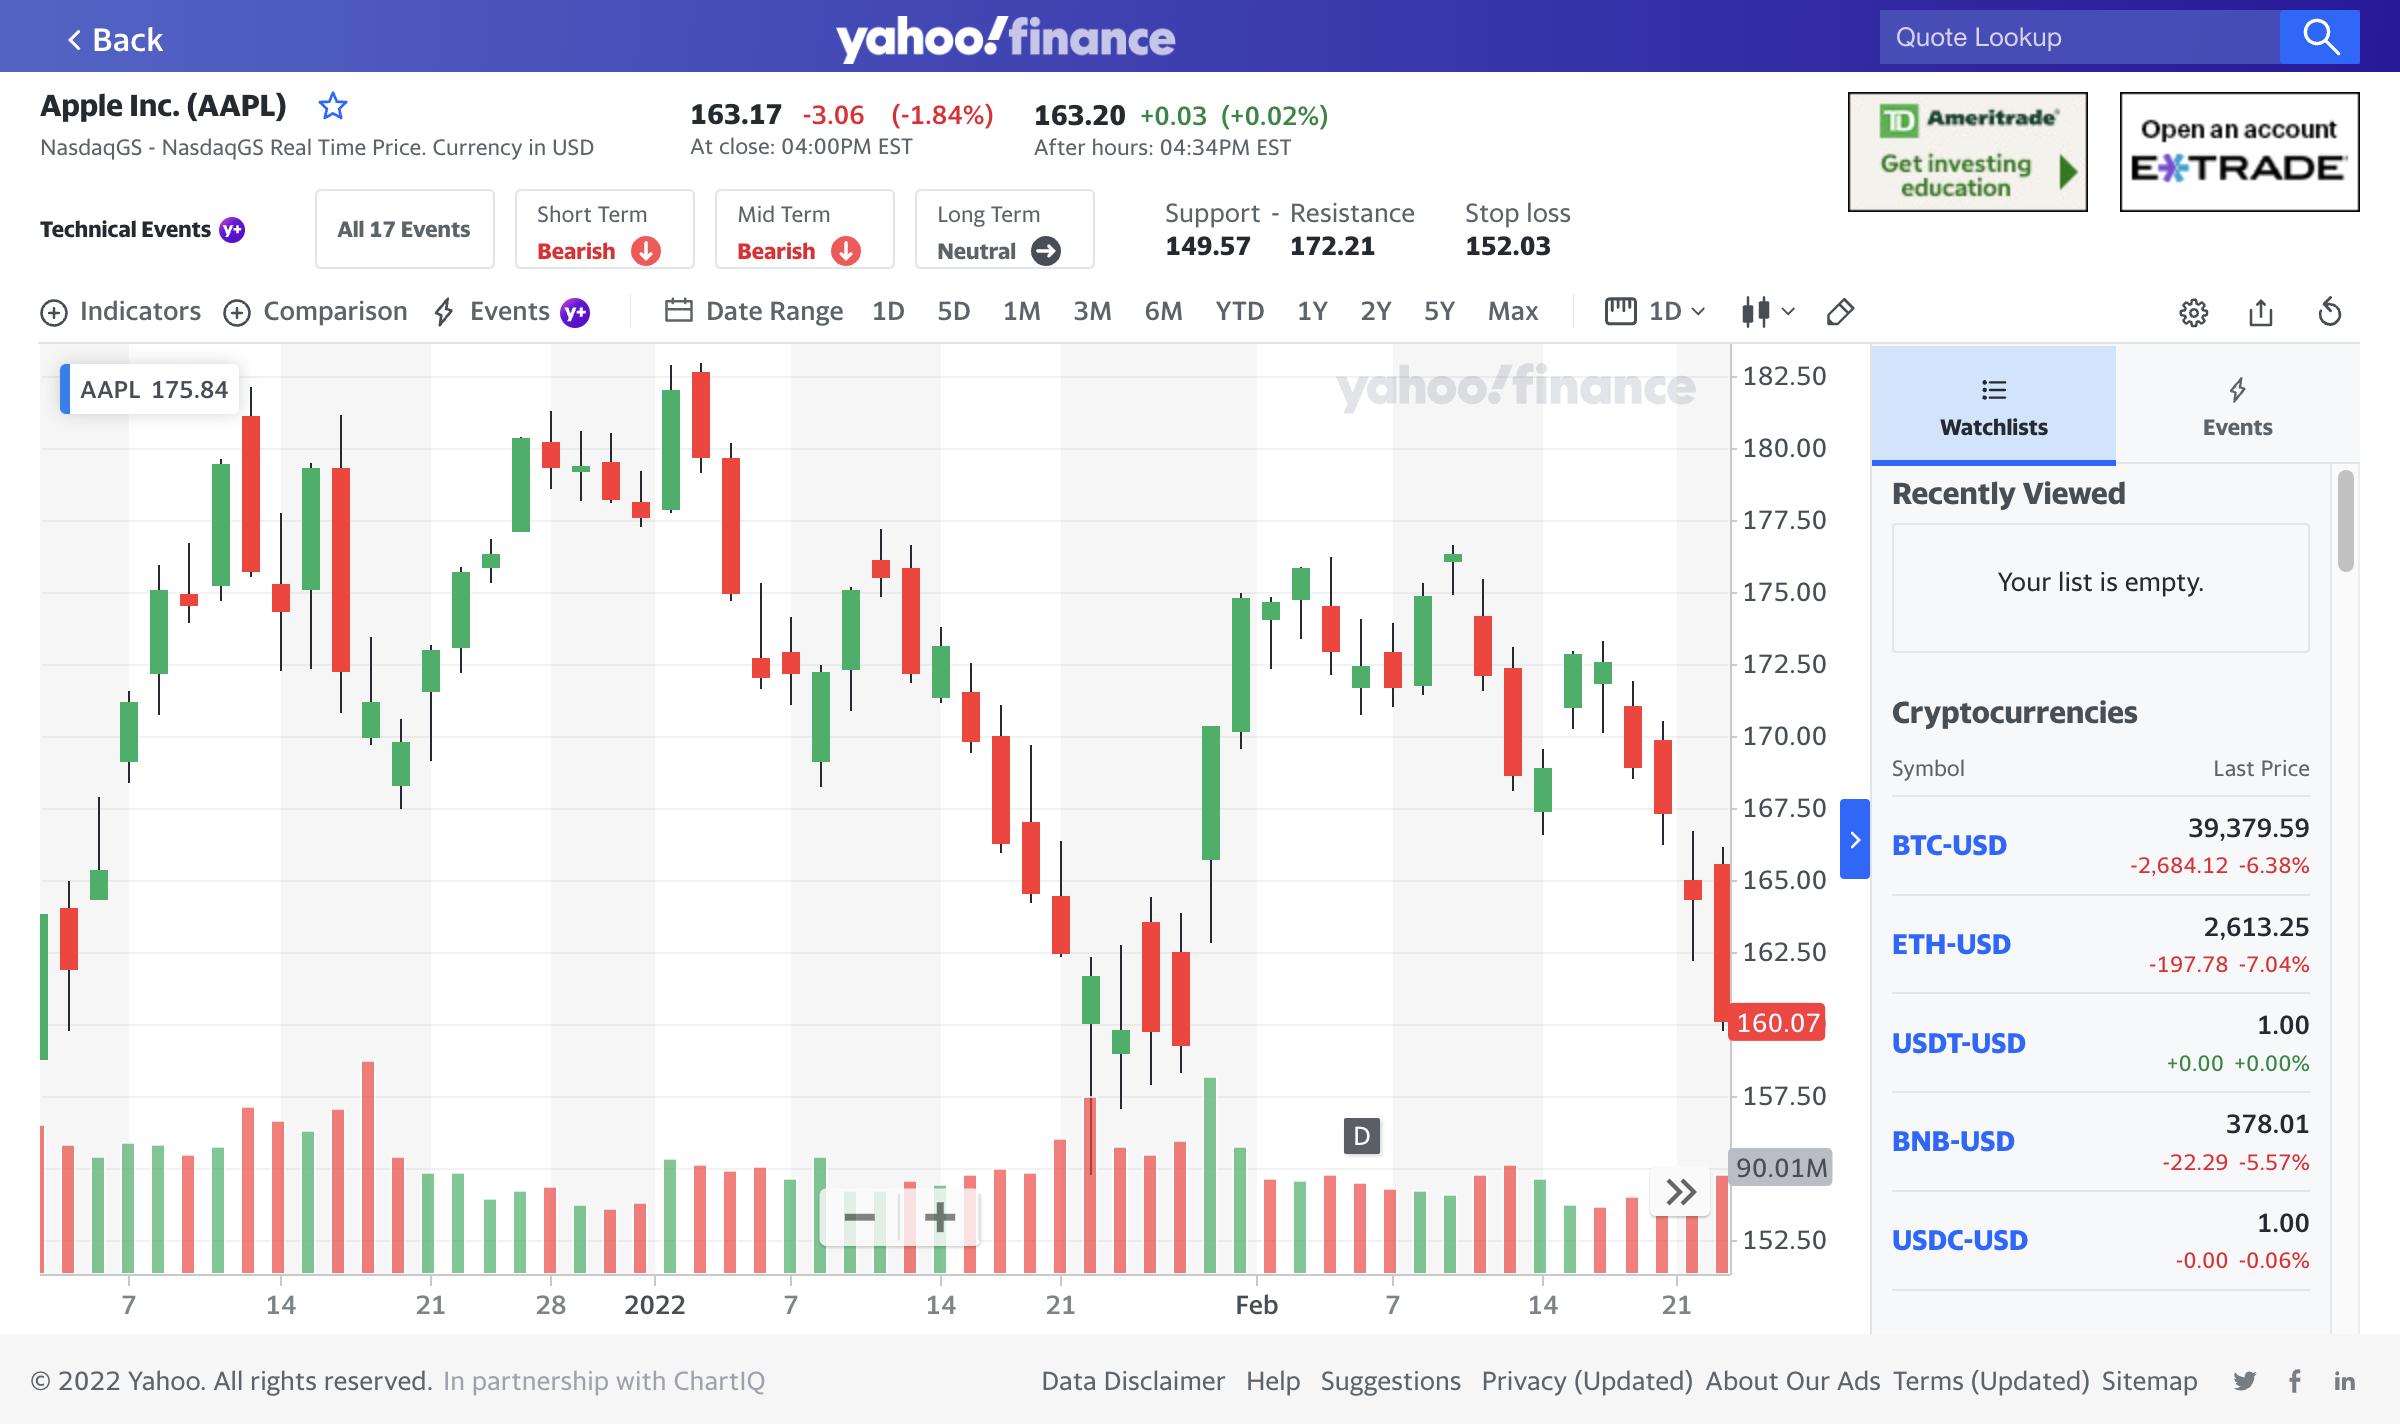 Back
yahoo!finance
Quote Lookup
Apple Inc. (AAPL)
NasdaqGS - NasdaqGS Real Time Price. Currency in USD
163.17 -3.06 (-1.84%)
At close: 04:00PM EST
163.20 +0.03 (+0.02%)
After hours: 04:34PM EST
TD Ameritrade
Get investing
education
Open an account
E*TRADE
Technical Events y+
All 17 Events
Short Term
Bearish
Mid Term
Bearish
Long Term
Neutral
Support - Resistance
149.57 172.21
Stop loss
152.03
Indicators Comparison Events y+ Date Range 1D 5D 1M 3M 6M YTD 1Y 2Y 5Y Max 1D
AAPL 175.84
yahoo!finance
182.50
180.00
177.50
175.00
172.50
170.00
167.50
165.00
162.50
160.07
157.50
90.01M
152.50
D
7 14 21 28 2022 7 14 21 Feb 7 14 21
Watchlists
Events
Recently Viewed
Your list is empty.
Cryptocurrencies
Symbol Last Price
BTC-USD 39,379.59
-2,684.12 -6.38%
ETH-USD 2,613.25
-197.78 -7.04%
USDT-USD 1.00
+0.00 +0.00%
BNB-USD 378.01
-22.29 -5.57%
USDC-USD 1.00
-0.00 -0.06%
© 2022 Yahoo. All rights reserved. In partnership with ChartIQ
Data Disclaimer Help Suggestions Privacy (Updated) About Our Ads Terms (Updated) Sitemap